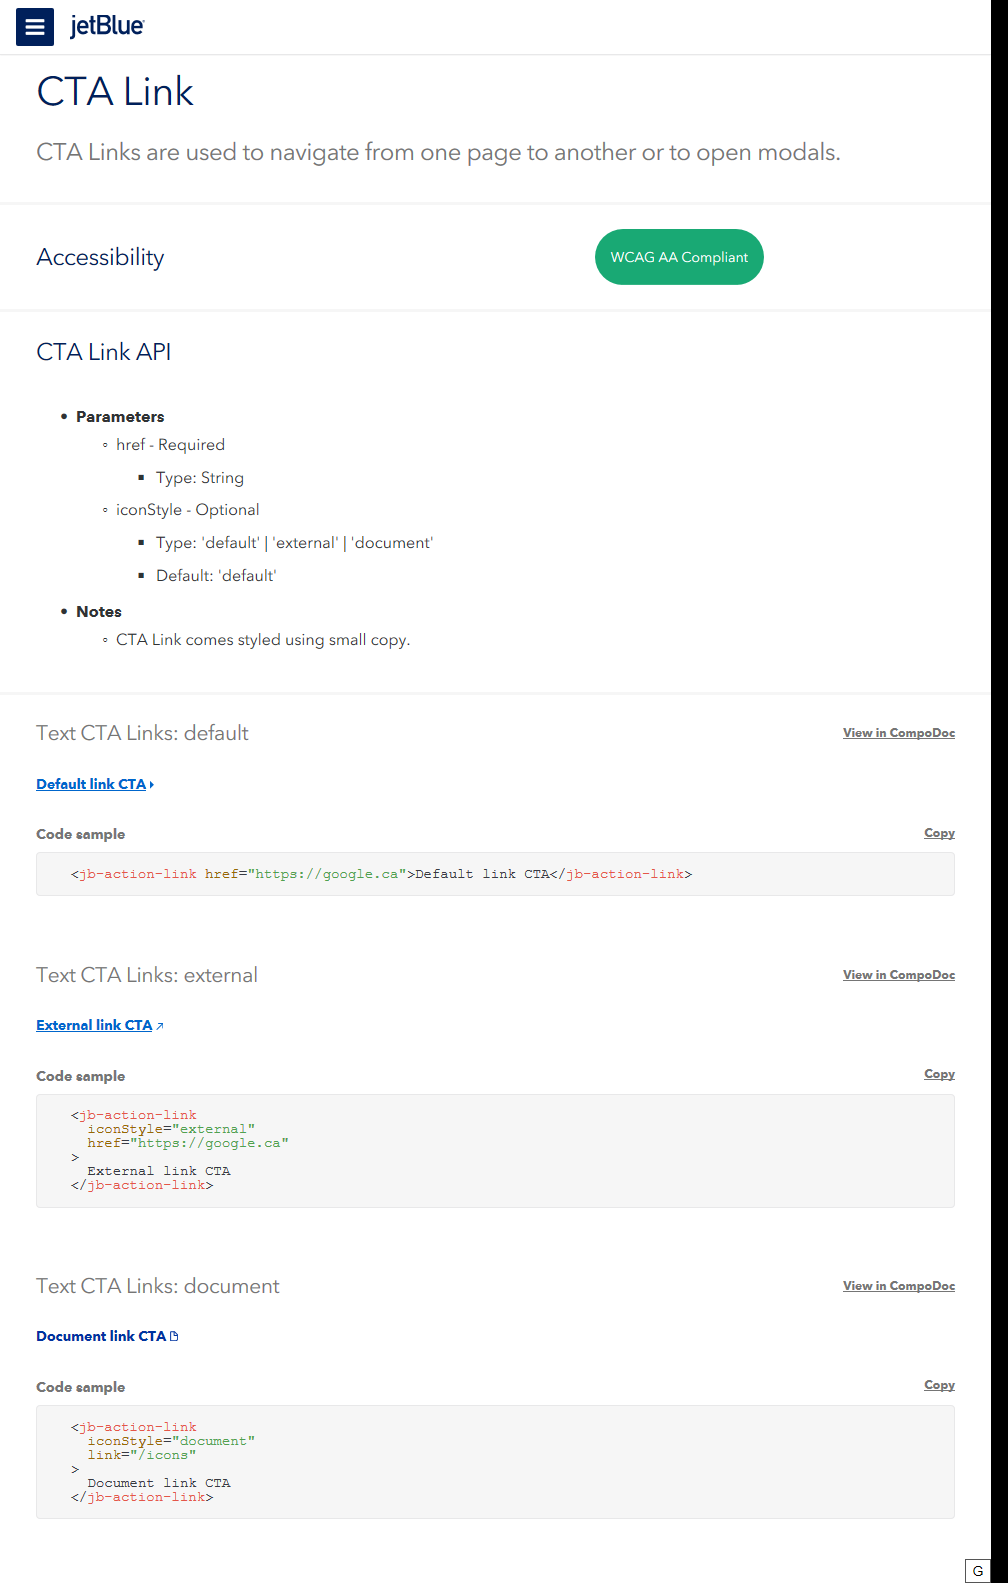 jetBlue
CTA Link
CTA Links are used to navigate from one page to another or to open modals.
Accessibility
WCAG AA Compliant
CTA Link API
• Parameters
◦ href - Required
▪ Type: String
◦ iconStyle - Optional
▪ Type: 'default' | 'external' | 'document'
▪ Default: 'default'
• Notes
◦ CTA Link comes styled using small copy.
Text CTA Links: default
View in CompoDoc
Default link CTA
Code sample
Copy
<jb-action-link href="https://google.ca">Default link CTA</jb-action-link>
Text CTA Links: external
View in CompoDoc
External link CTA
Code sample
Copy
<jb-action-link
iconStyle="external"
href="https://google.ca"
>
External link CTA
</jb-action-link>
Text CTA Links: document
View in CompoDoc
Document link CTA
Code sample
Copy
<jb-action-link
iconStyle="document"
link="/icons"
>
Document link CTA
</jb-action-link>
G